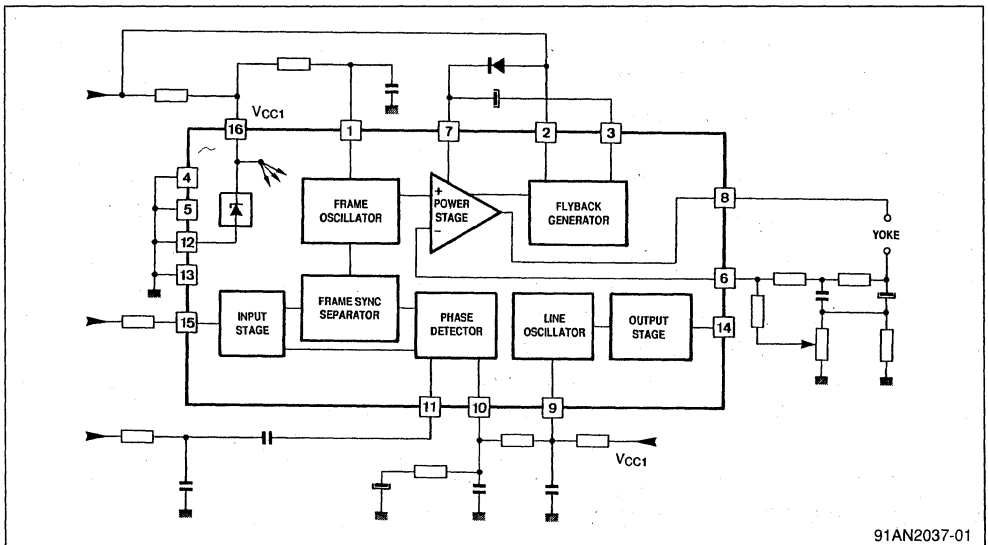 VCC1
16
1
7
2
3
4
5
12
13
15
FRAME
OSCILLATOR
+
POWER
STAGE
−
FLYBACK
GENERATOR
8
YOKE
6
14
INPUT
STAGE
FRAME SYNC
SEPARATOR
PHASE
DETECTOR
LINE
OSCILLATOR
OUTPUT
STAGE
11
10
9
VCC1
91AN2037-01